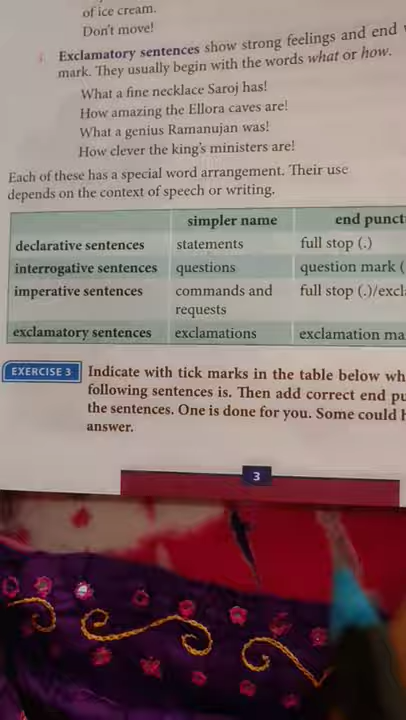 of ice cream.
Don't move!
Exclamatory sentences show strong feelings and end
mark. They usually begin with the words what or how.
What a fine necklace Saroj has!
How amazing the Ellora caves are!
What a genius Ramanujan was!
How clever the king's ministers are!
Each of these has a special word arrangement. Their use
depends on the context of speech or writing.
simpler name end punct
declarative sentences statements full stop (.)
interrogative sentences questions question mark (
imperative sentences commands and full stop (.)/excl
requests
exclamatory sentences exclamations exclamation ma
EXERCISE 3 Indicate with tick marks in the table below wh
following sentences is. Then add correct end pu
the sentences. One is done for you. Some could h
answer.
3